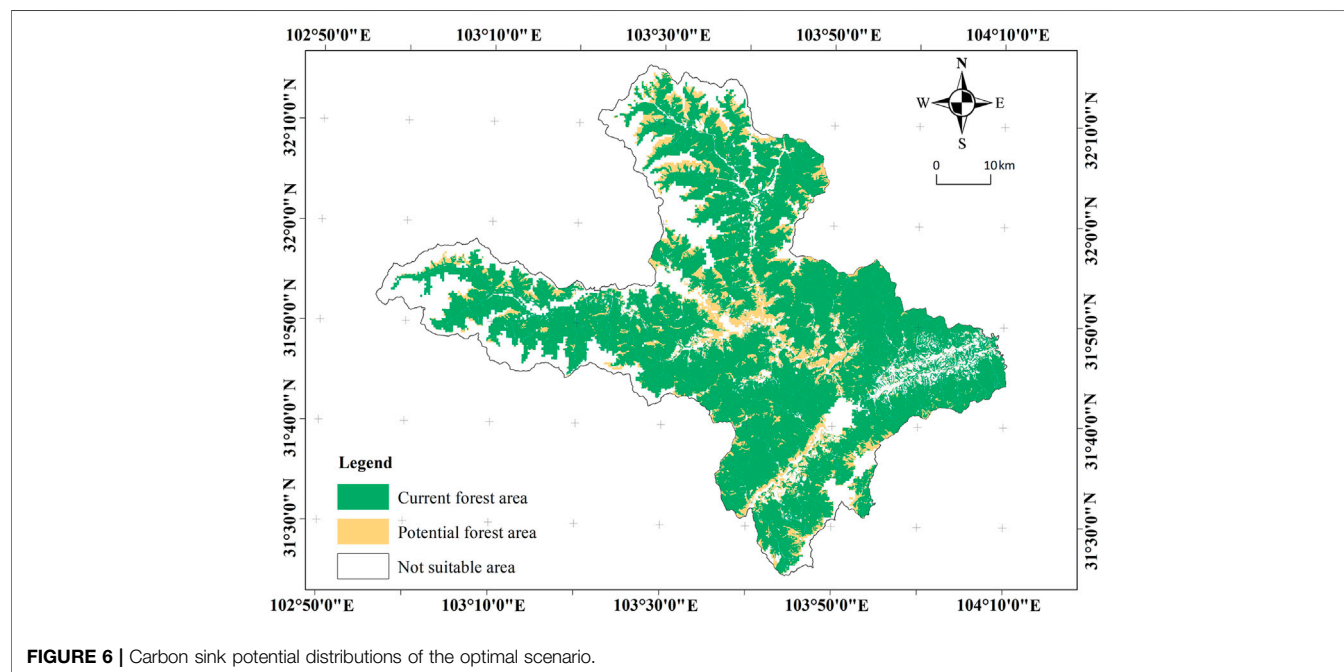 102°50'0"E 103°10'0"E 103°30'0"E 103°50'0"E 104°10'0"E
N
W E
S
0 10km
32°10'0"N
32°0'0"N
31°50'0"N
31°40'0"N
31°30'0"N
32°10'0"N
32°0'0"N
31°50'0"N
31°40'0"N
31°30'0"N
Legend
Current forest area
Potential forest area
Not suitable area
102°50'0"E 103°10'0"E 103°30'0"E 103°50'0"E 104°10'0"E
FIGURE 6 | Carbon sink potential distributions of the optimal scenario.